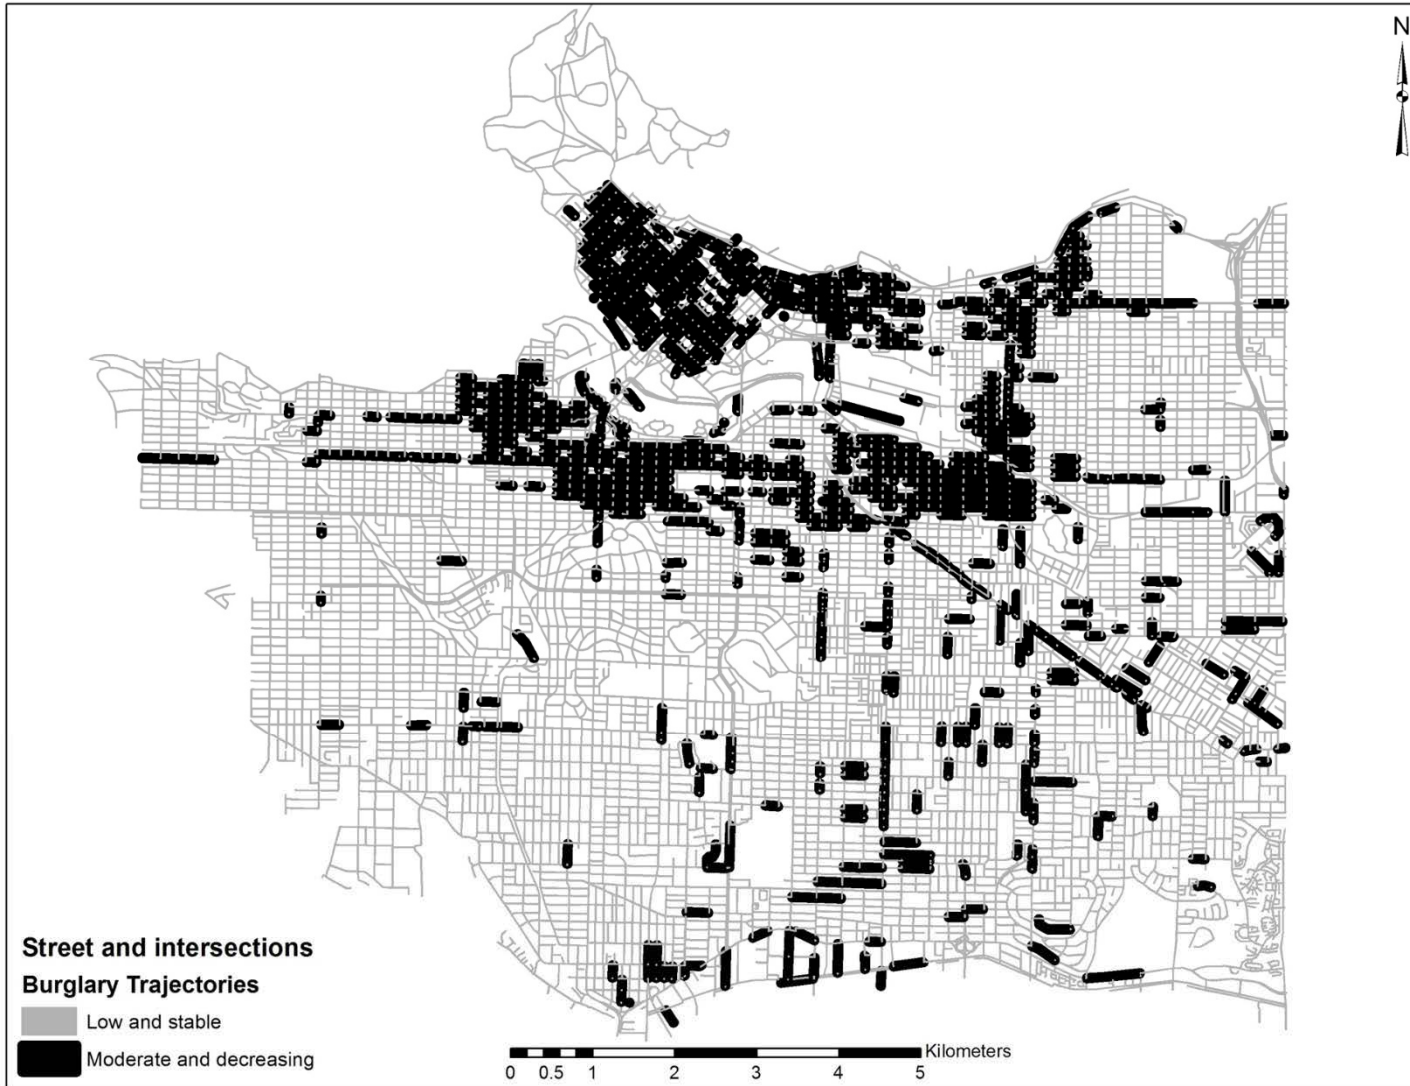 N
Street and intersections
Burglary Trajectories
Low and stable
Moderate and decreasing
Kilometers
0 0.5 1 2 3 4 5